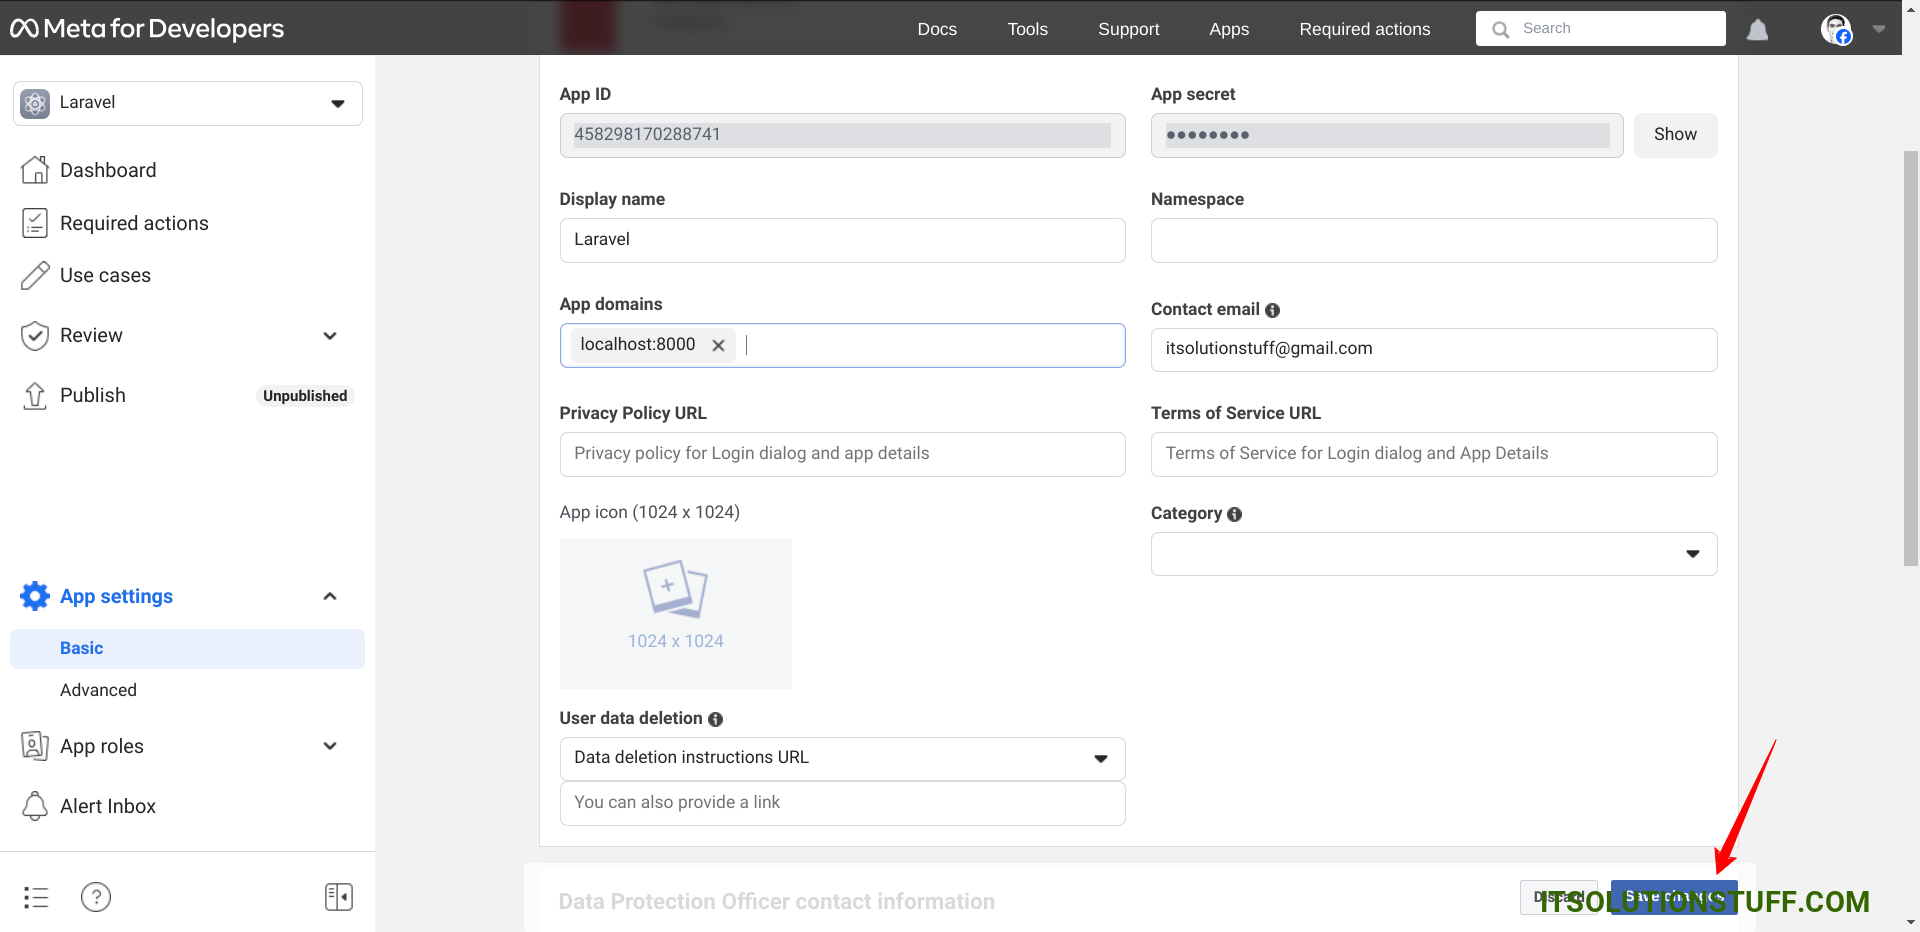 Meta for Developers
Docs
Tools
Support
Apps
Required actions
Search
Laravel
Dashboard
Required actions
Use cases
Review
Publish
Unpublished
App settings
Basic
Advanced
App roles
Alert Inbox
App ID
App secret
458298170288741
••••••••
Show
Display name
Namespace
Laravel
App domains
Contact email
localhost:8000
itsolutionstuff@gmail.com
Privacy Policy URL
Terms of Service URL
Privacy policy for Login dialog and app details
Terms of Service for Login dialog and App Details
App icon (1024 x 1024)
Category
1024 x 1024
User data deletion
Data deletion instructions URL
You can also provide a link
Data Protection Officer contact information
Discard
Save changes
ITSOLUTIONSTUFF.COM